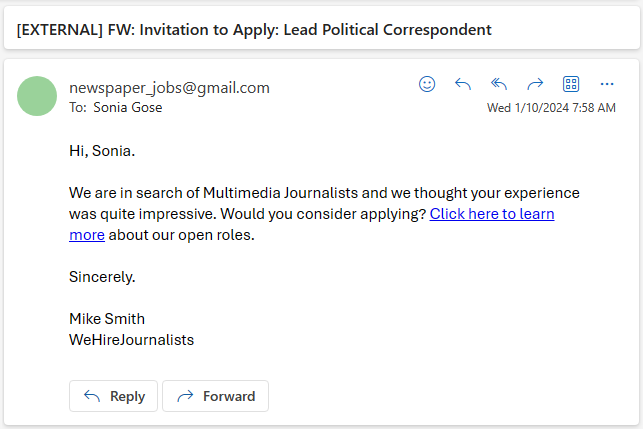 [EXTERNAL] FW: Invitation to Apply: Lead Political Correspondent
newspaper_jobs@gmail.com
To: Sonia Gose
Wed 1/10/2024 7:58 AM
Hi, Sonia.
We are in search of Multimedia Journalists and we thought your experience
was quite impressive. Would you consider applying? Click here to learn
more about our open roles.
Sincerely.
Mike Smith
WeHireJournalists
Reply
Forward